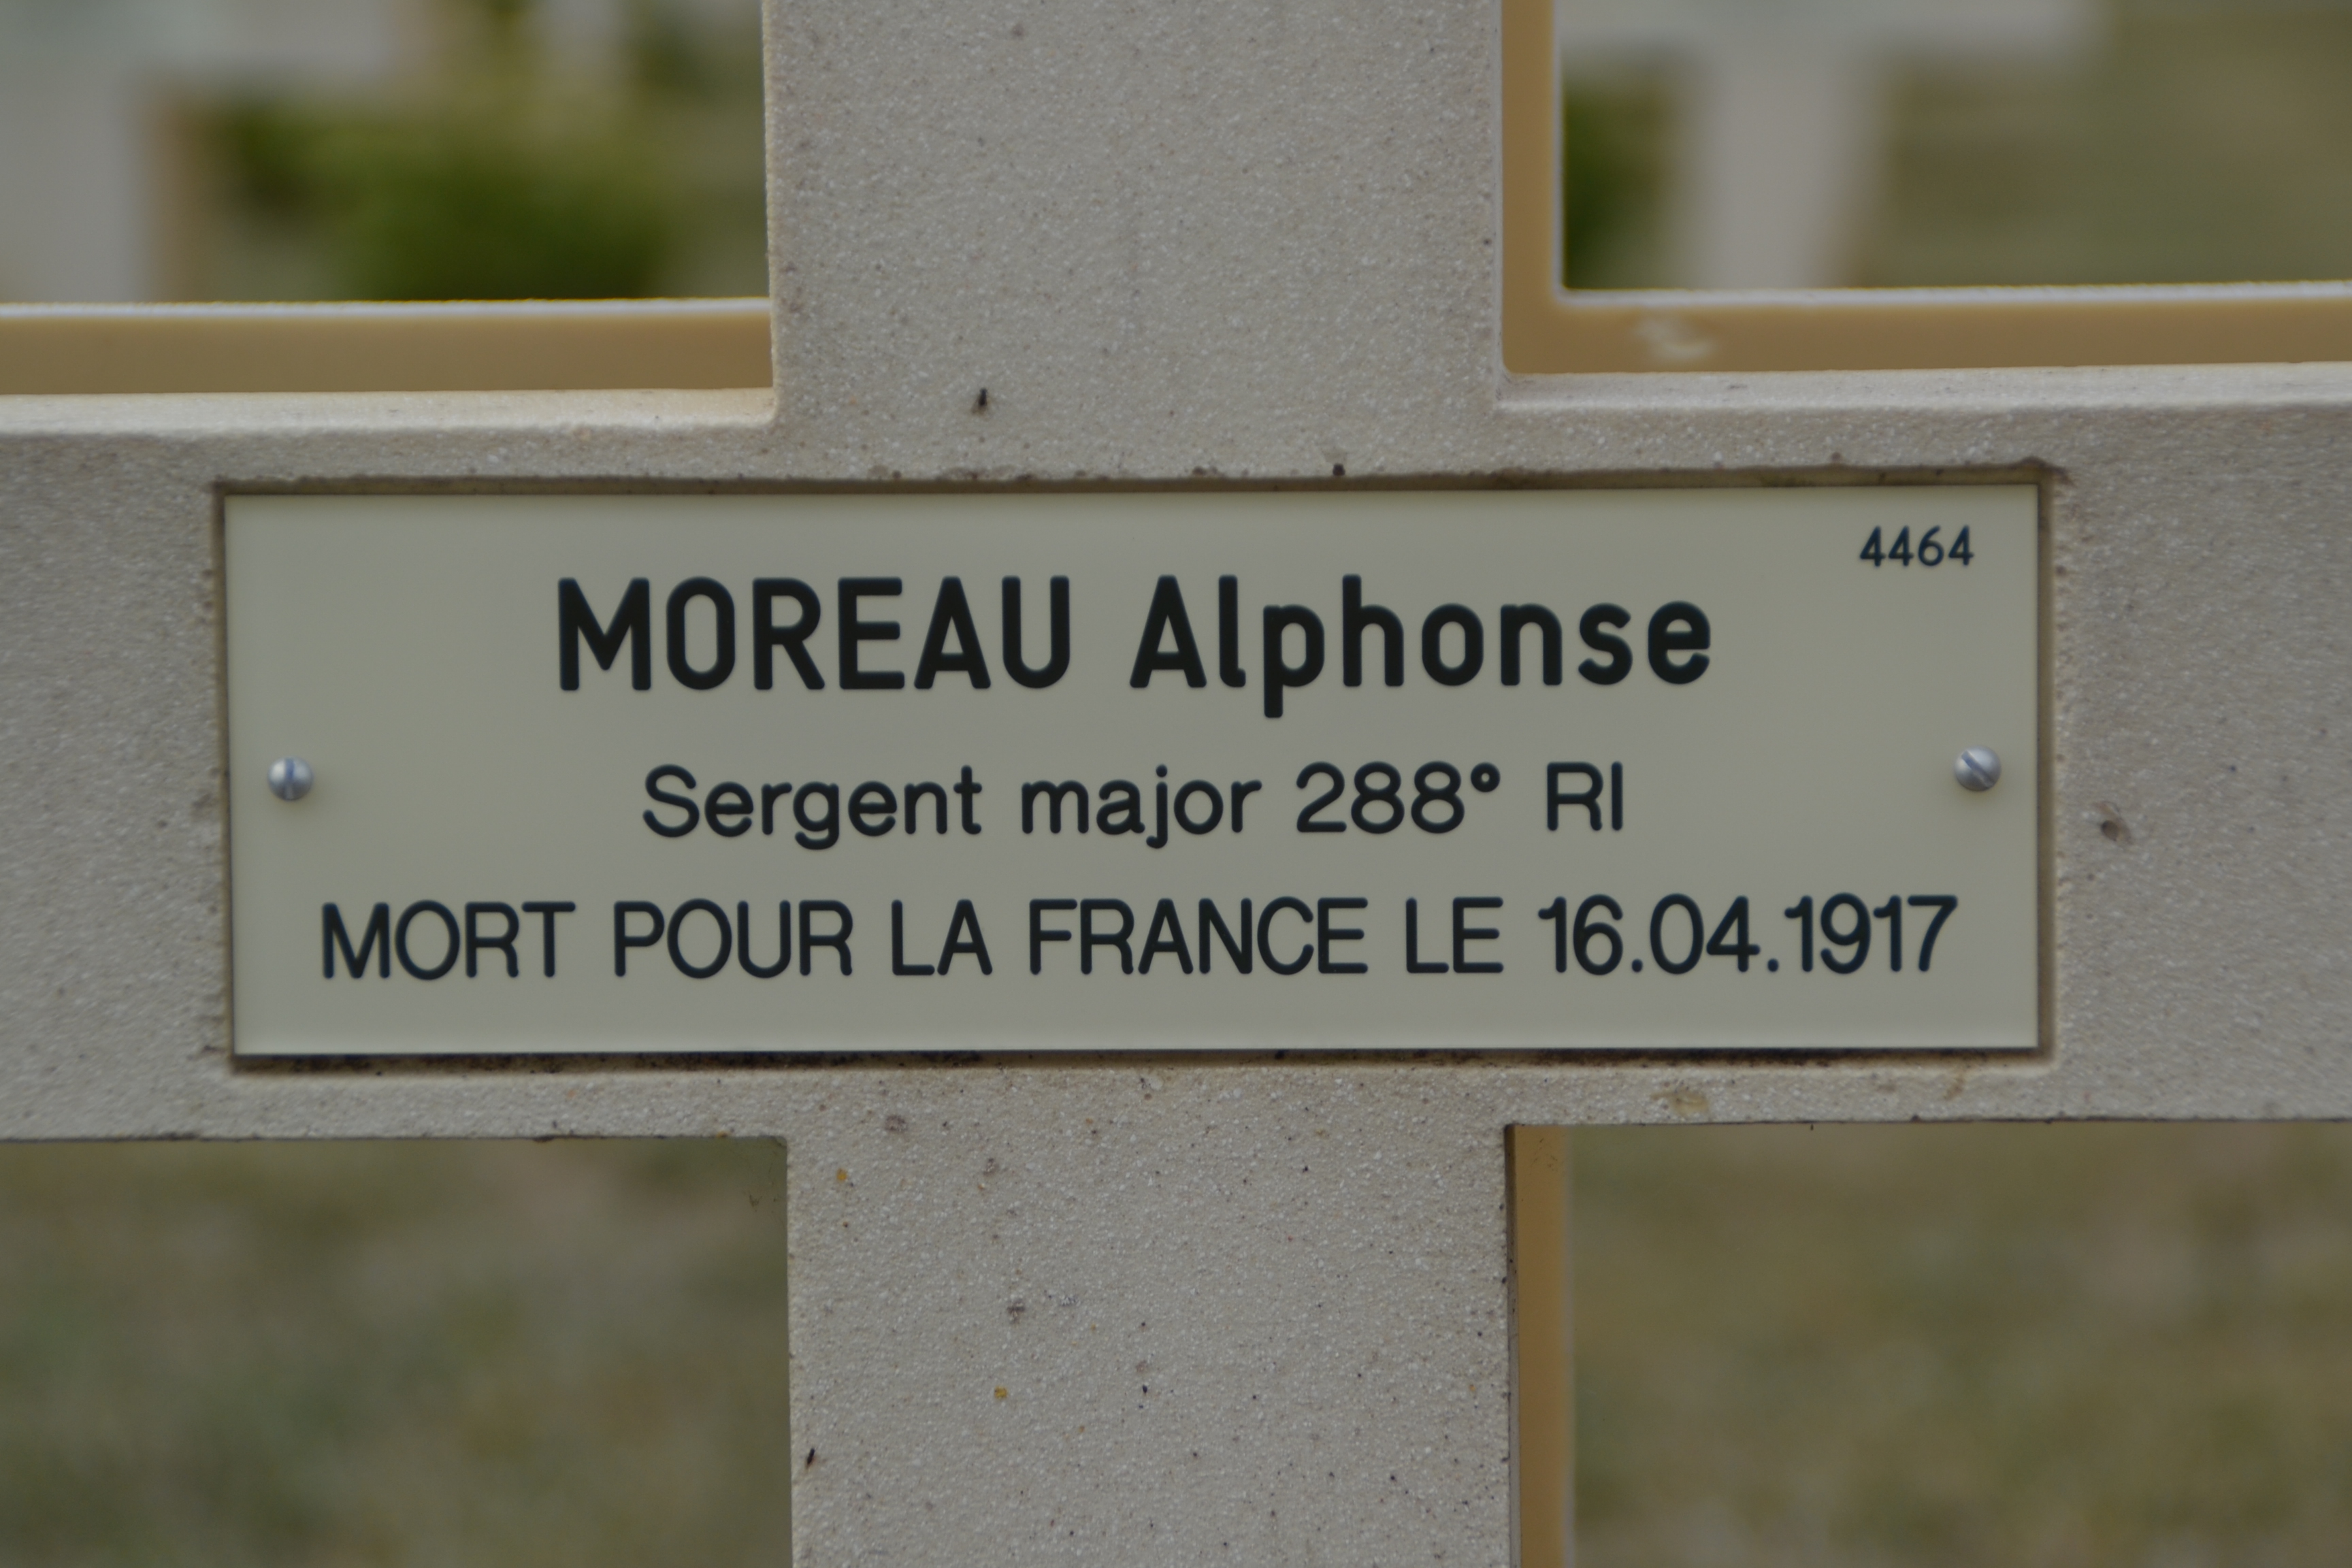 4464
MOREAU Alphonse
Sergent major 288° RI
MORT POUR LA FRANCE LE 16.04.1917